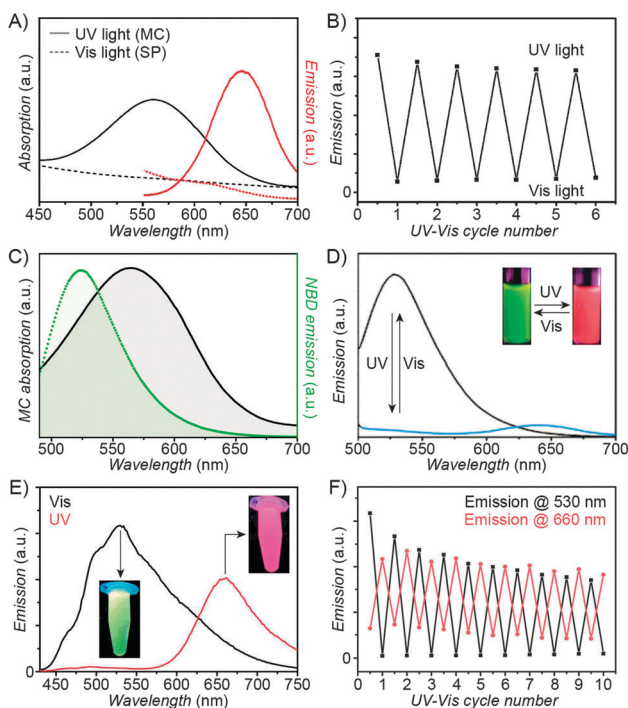 A)
UV light (MC)
Vis light (SP)
Absorption (a.u.)
Emission (a.u.)
450 500 550 600 650 700
Wavelength (nm)
B)
UV light
Vis light
Emission (a.u.)
0
0 1 2 3 4 5 6
UV-Vis cycle number
C)
MC absorption (a.u.)
NBD emission (a.u.)
500 550 600 650 700
Wavelength (nm)
D)
UV
Vis
UV
Vis
Emission (a.u.)
500 550 600 650 700
Wavelength (nm)
E)
Vis
UV
Emission (a.u.)
0
450 500 550 600 650 700 750
Wavelength (nm)
F)
Emission @ 530 nm
Emission @ 660 nm
Emission (a.u.)
0
0 1 2 3 4 5 6 7 8 9 10
UV-Vis cycle number